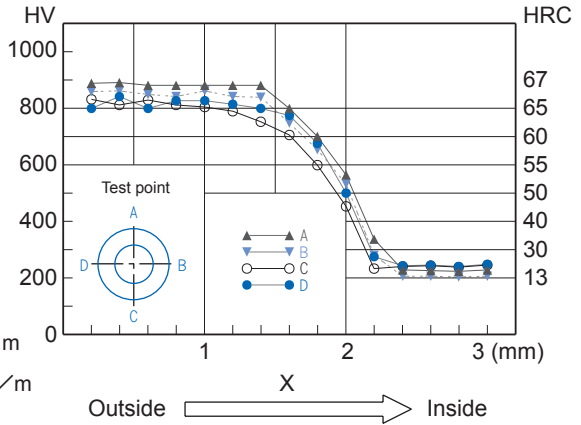 HV HRC
1000
67
800 65
60
600 55
Test point
50
A
400 40
A
D B B
30
C
200 D 13
C
0
m 1 2 3 (mm)
/m X
Outside Inside